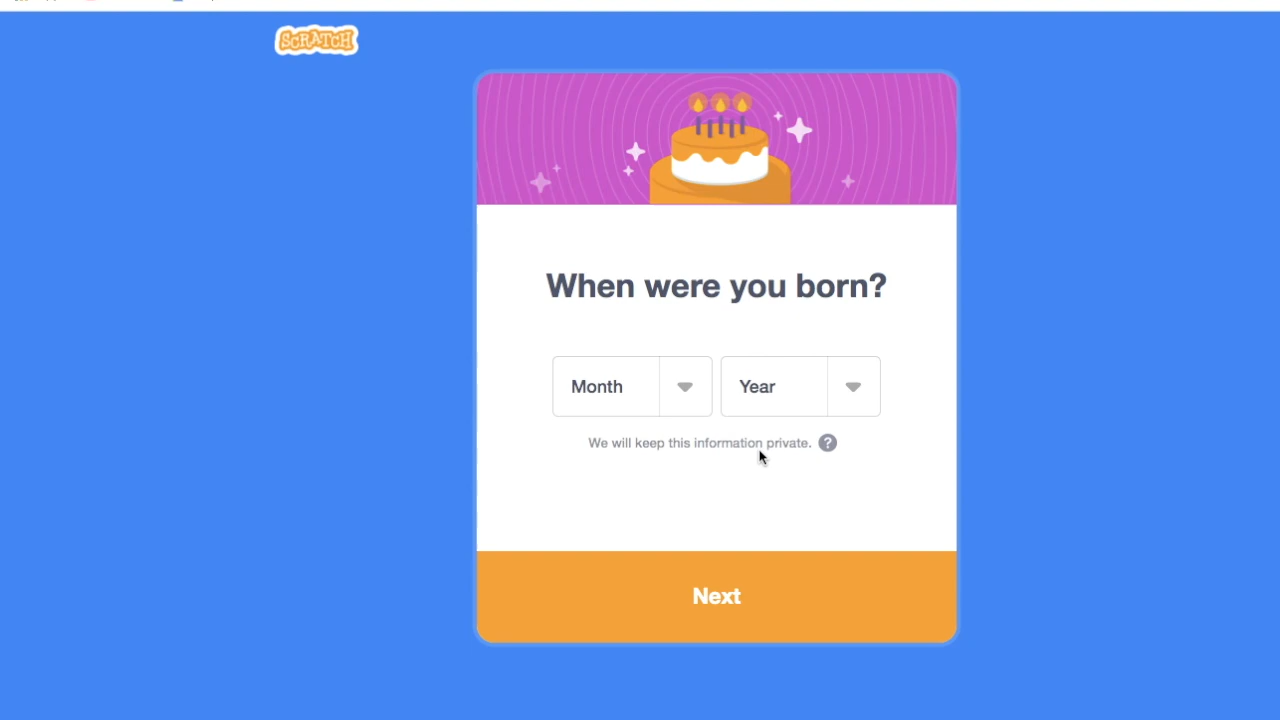 SCRATCH
When were you born?
Month Year
We will keep this information private. ?
Next